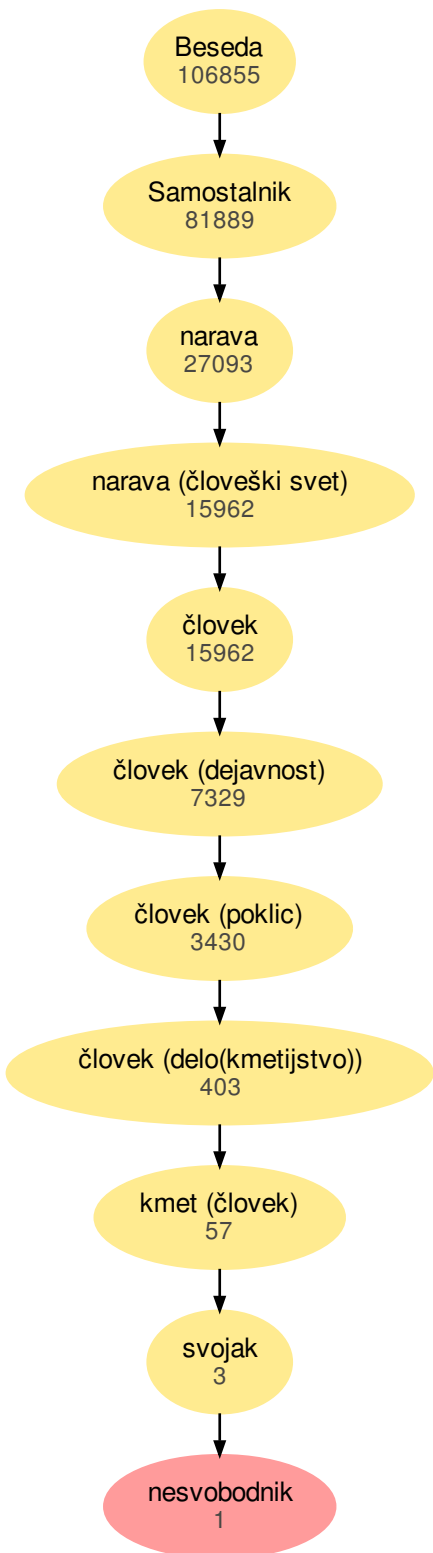 Beseda
106855
Samostalnik
81889
narava
27093
narava (človeški svet)
15962
človek
15962
človek (dejavnost)
7329
človek (poklic)
3430
človek (delo(kmetijstvo))
403
kmet (človek)
57
svojak
3
nesvobodnik
1